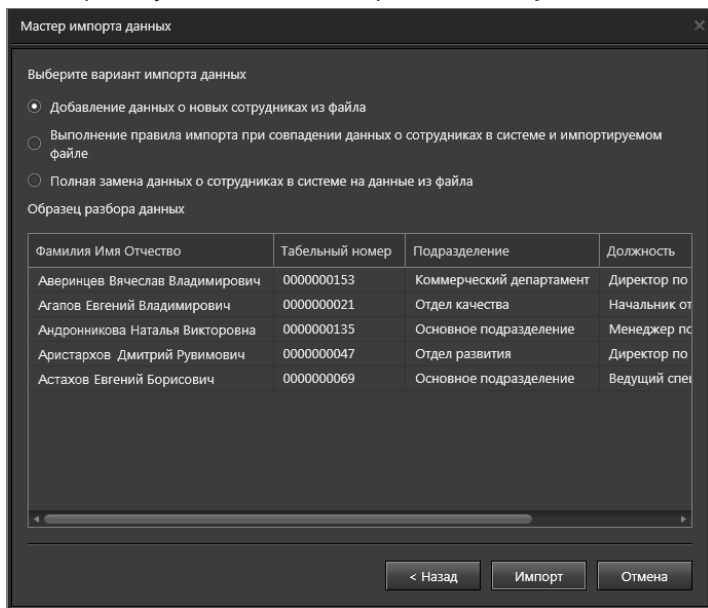 Мастер импорта данных
Выберите вариант импорта данных
Добавление данных о новых сотрудниках из файла
Выполнение правила импорта при совпадении данных о сотрудниках в системе и импортируемом
файле
Полная замена данных о сотрудниках в системе на данные из файла
Образец разбора данных
Фамилия Имя Отчество Табельный номер Подразделение Должность
Аверинцев Вячеслав Владимирович 0000000153 Коммерческий департамент Директор по
Агапов Евгений Владимирович 0000000021 Отдел качества Начальник от
Андронникова Наталья Викторовна 0000000135 Основное подразделение Менеджер по
Аристархов Дмитрий Рувимович 0000000047 Отдел развития Директор по
Астахов Евгений Борисович 0000000069 Основное подразделение Ведущий спец
< Назад Импорт Отмена